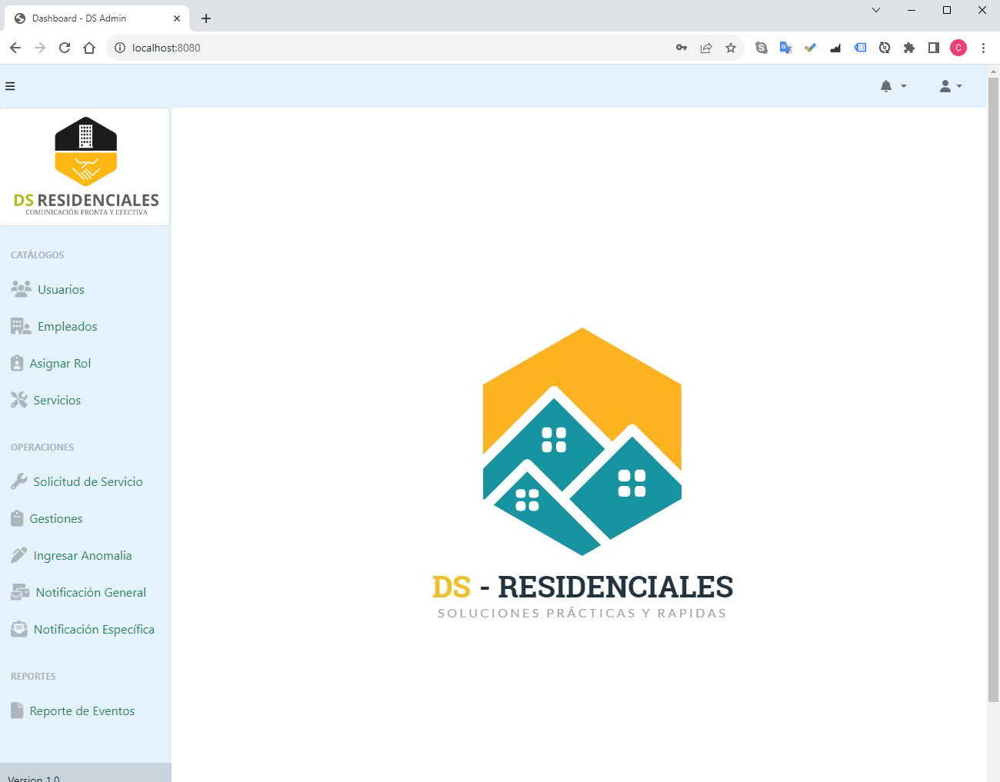 Dashboard - DS Admin
localhost:8080
C
DS RESIDENCIALES
COMUNICACIÓN PRONTA Y EFECTIVA
CATÁLOGOS
Usuarios
Empleados
Asignar Rol
Servicios
OPERACIONES
Solicitud de Servicio
Gestiones
Ingresar Anomalia
Notificación General
Notificación Específica
REPORTES
Reporte de Eventos
Version 1.0
DS - RESIDENCIALES
SOLUCIONES PRÁCTICAS Y RAPIDAS